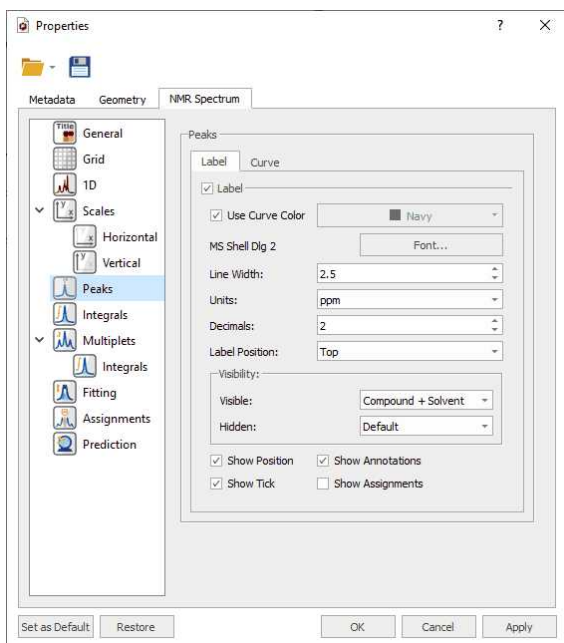 Properties
?
Metadata Geometry NMR Spectrum
Title
General
Grid
1D
Scales
Horizontal
Vertical
Peaks
Integrals
Multiplets
Integrals
Fitting
Assignments
Prediction
Peaks
Label Curve
Label
Use Curve Color Navy
MS Shell Dlg 2 Font...
Line Width: 2.5
Units: ppm
Decimals: 2
Label Position: Top
Visibility:
Visible: Compound + Solvent
Hidden: Default
Show Position Show Annotations
Show Tick Show Assignments
Set as Default Restore OK Cancel Apply